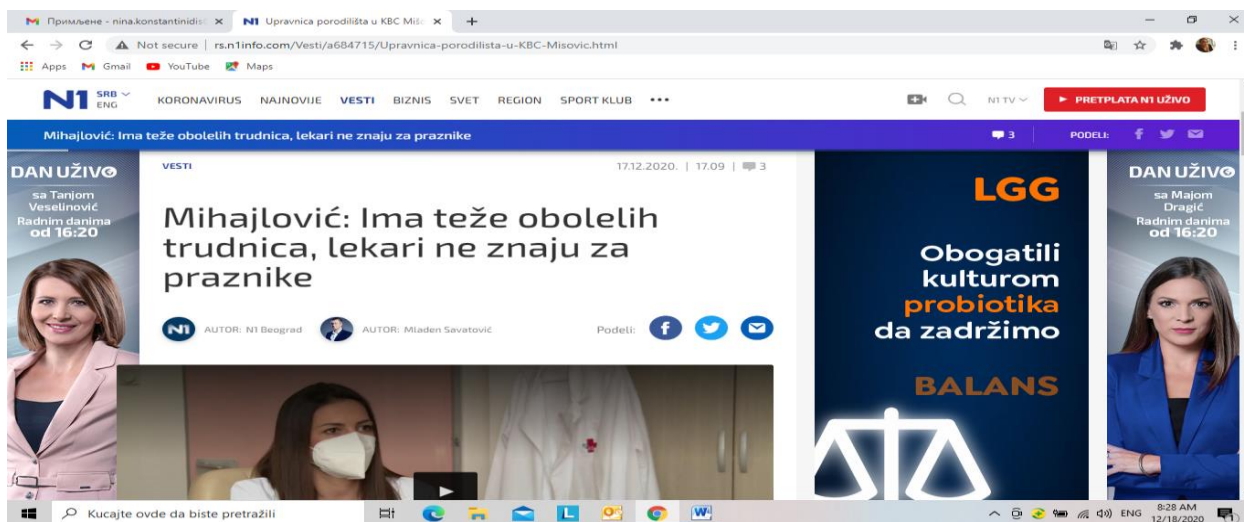 Примљене - nina.konstantinidis
N1 Upravnica porodilišta u KBC Miš
Not secure | rs.n1info.com/Vesti/a684715/Upravnica-porodilista-u-KBC-Misovic.html
Apps Gmail YouTube Maps
N1 SRB ENG KORONAVIRUS NAJNOVIJE VESTI BIZNIS SVET REGION SPORT KLUB ••• N1 TV PRETPLATA N1 UŽIVO
Mihajlović: Ima teže obolelih trudnica, lekari ne znaju za praznike 3 PODELI:
DAN UŽIVO
sa Tanjom
Veselinović
Radnim danima
od 16:20
VESTI 17.12.2020. | 17.09 | 3
Mihajlović: Ima teže obolelih
trudnica, lekari ne znaju za
praznike
N1 AUTOR: N1 Beograd AUTOR: Mladen Savatović Podeli:
LGG
Obogatili
kulturom
probiotika
da zadržimo
BALANS
DAN UŽIVO
sa Majom
Dragić
Radnim danima
od 16:20
Kucajte ovde da biste pretražili
ENG 8:28 AM
12/18/2020